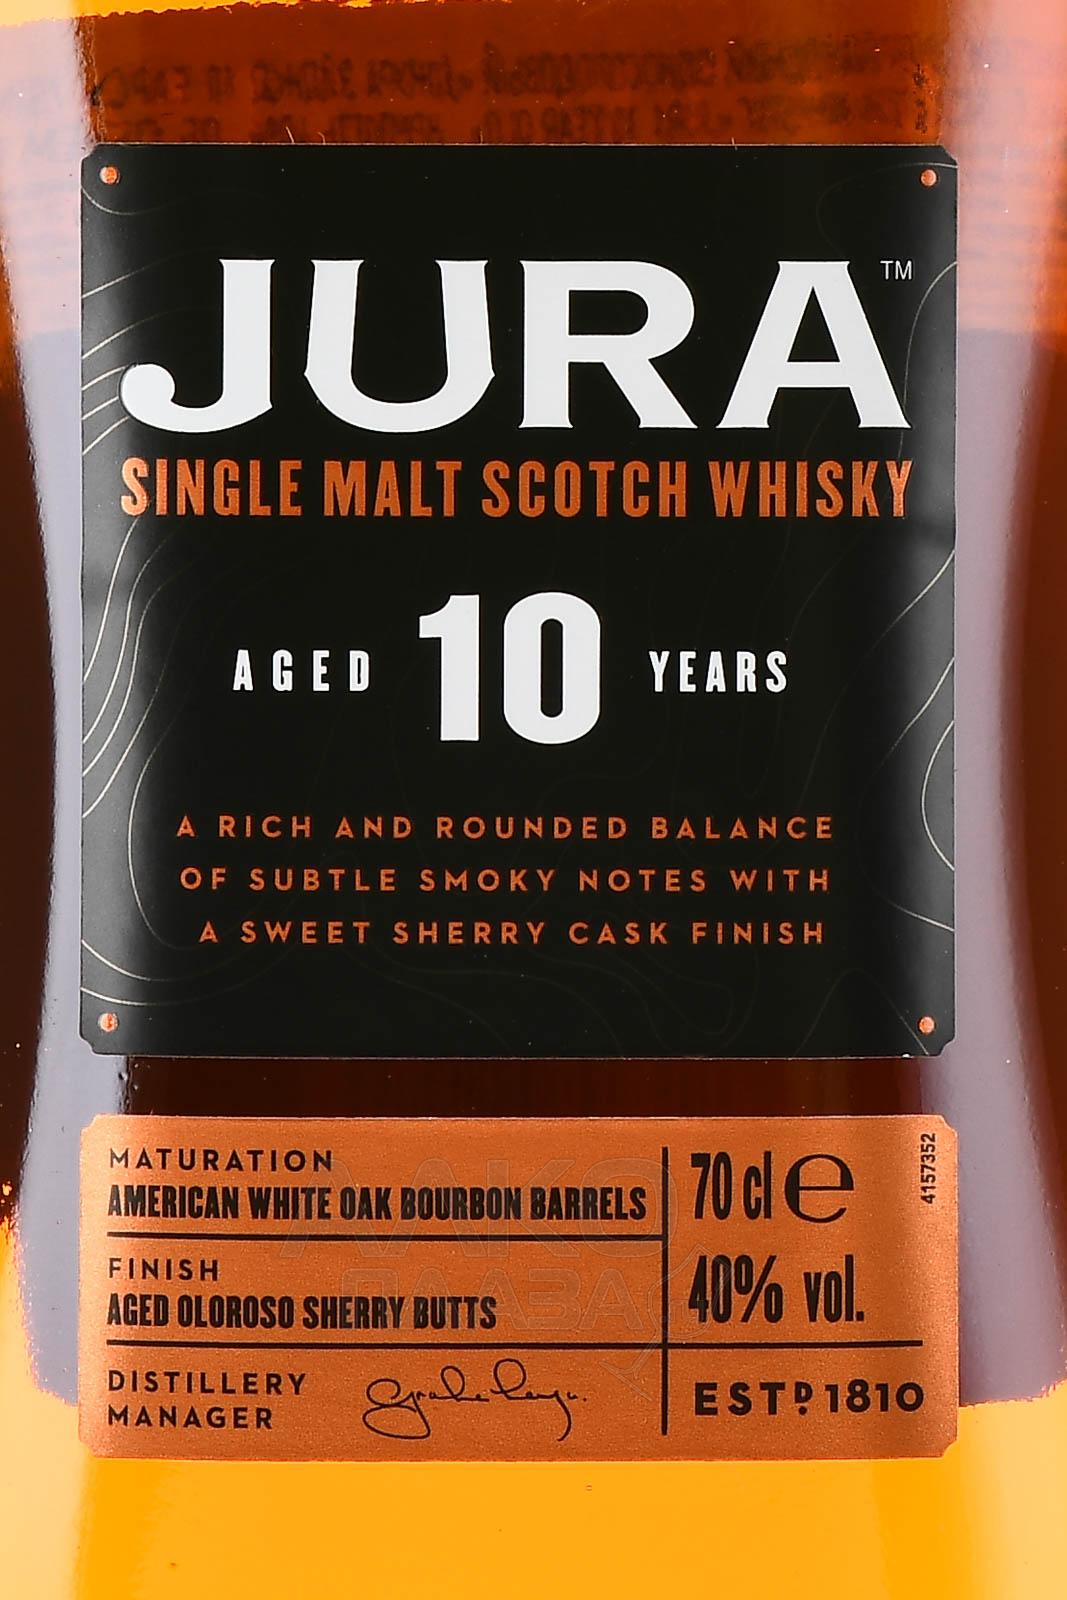 JURA™
SINGLE MALT SCOTCH WHISKY
AGED 10 YEARS
A RICH AND ROUNDED BALANCE
OF SUBTLE SMOKY NOTES WITH
A SWEET SHERRY CASK FINISH
MATURATION
AMERICAN WHITE OAK BOURBON BARRELS
FINISH
AGED OLOROSO SHERRY BUTTS
DISTILLERY
MANAGER
70 cl e
40% vol.
ESTD 1810
4157352
ЛАКО
ПЛАЗА